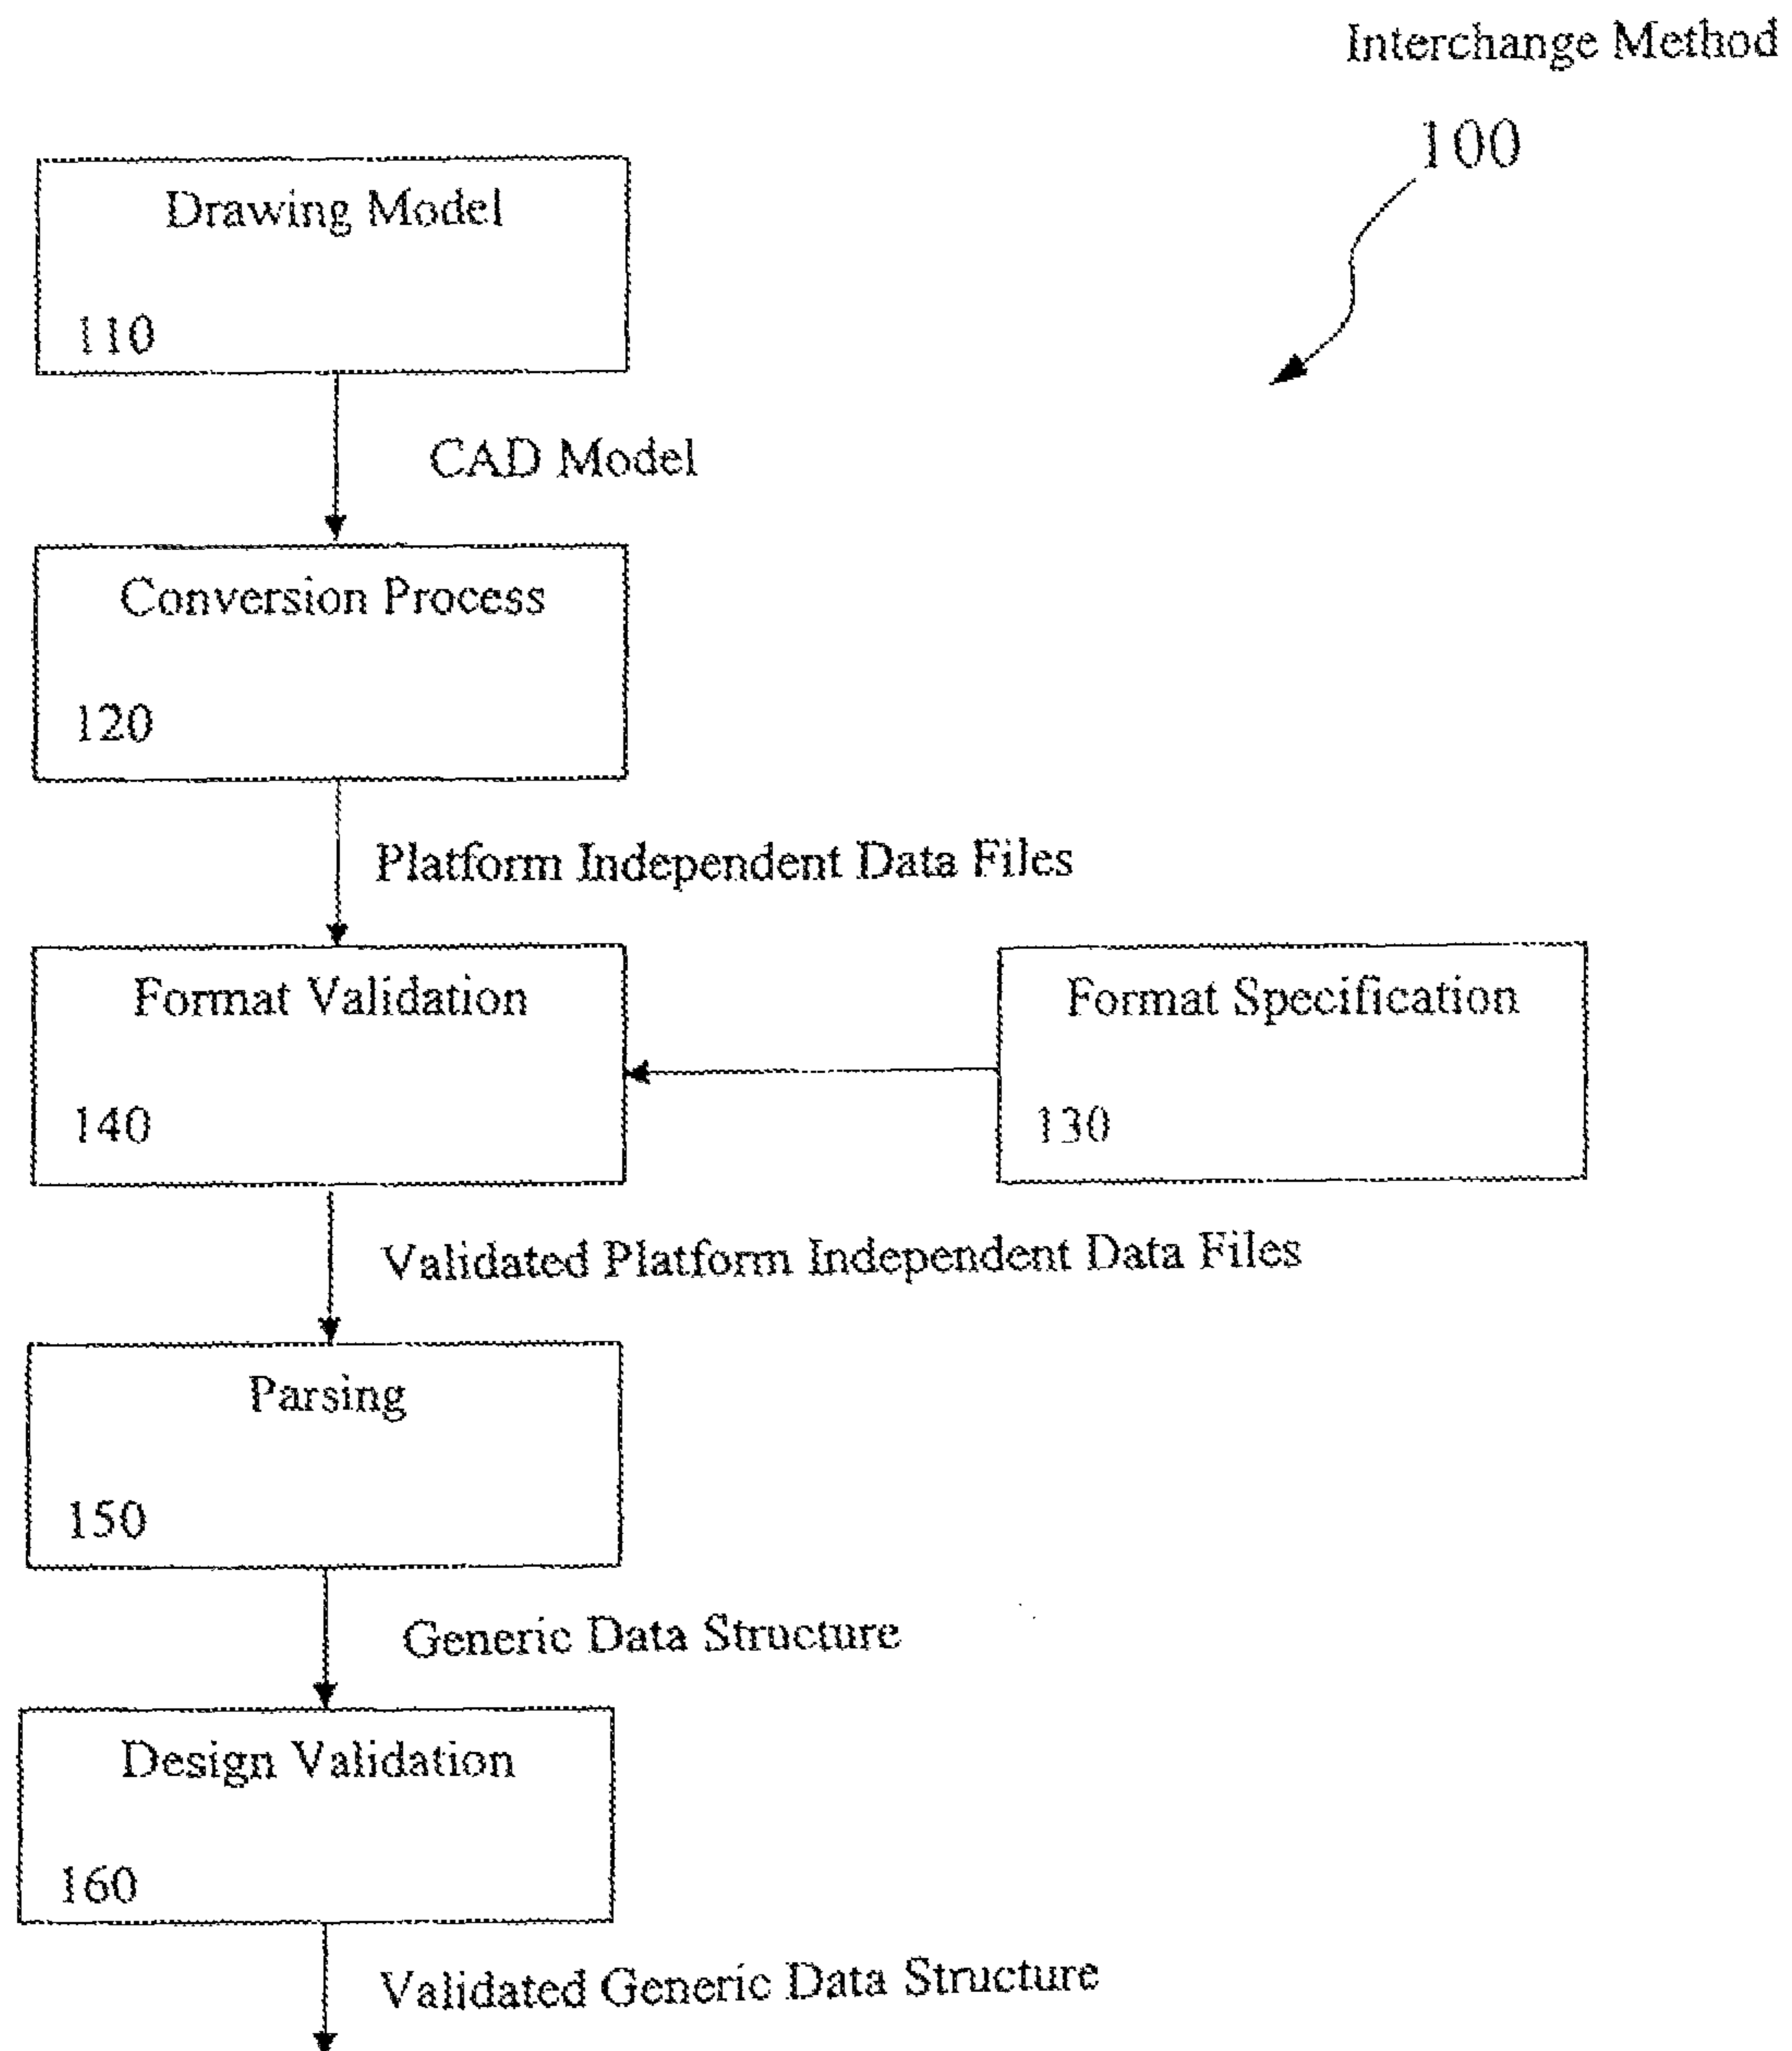 Interchange Method
100
Drawing Model
110
CAD Model
Conversion Process
120
Platform Independent Data Files
Format Validation
140
Format Specification
130
Validated Platform Independent Data Files
Parsing
150
Generic Data Structure
Design Validation
160
Validated Generic Data Structure